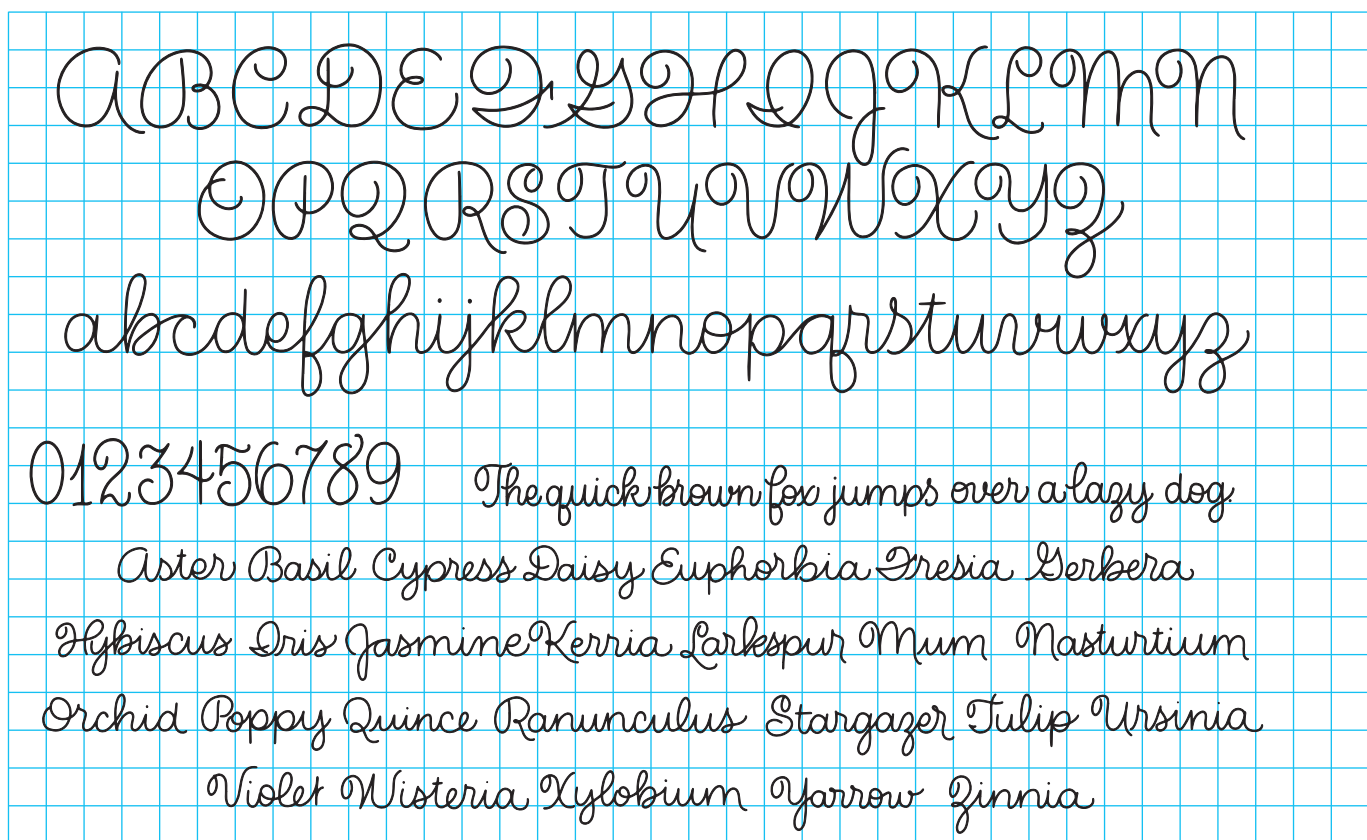 ABCDEFGHIJKLMN
OPQRSTUVWXYZ
abcdefghijklmnopqrstuvwxyz
0123456789 The quick brown fox jumps over a lazy dog.
Aster Basil Cypress Daisy Euphorbia Fresia Gerbera
Hybiscus Iris Jasmine Kerria Larkspur Mum Nasturtium
Orchid Poppy Quince Ranunculus Stargazer Tulip Ursinia
Violet Wisteria Xylobium Yarrow Zinnia